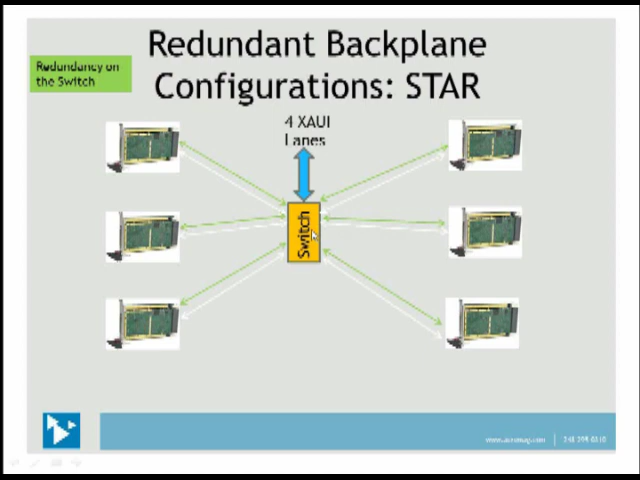 Redundant Backplane
Configurations: STAR
Redundancy on
the Switch
4 XAUI
Lanes
Switch